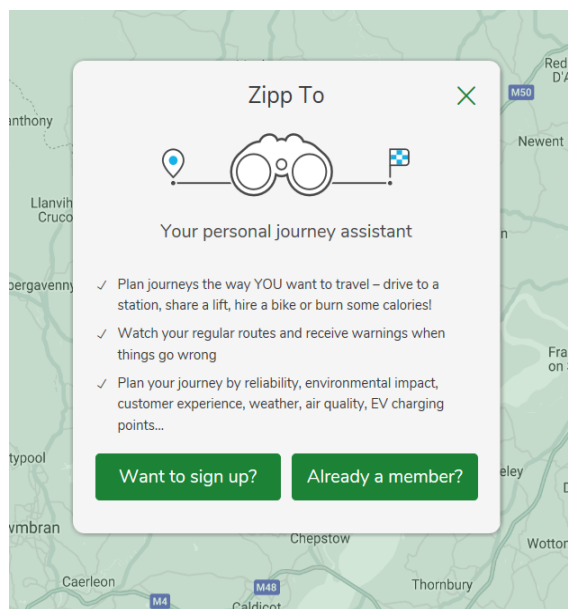 Red
D'A
M50
anthony
Newent
Llanvih
Cruco
n
bergavenny
Zipp To
Your personal journey assistant
Plan journeys the way YOU want to travel – drive to a
station, share a lift, hire a bike or burn some calories!
Watch your regular routes and receive warnings when
things go wrong
Plan your journey by reliability, environmental impact,
customer experience, weather, air quality, EV charging
points...
Want to sign up?
Already a member?
Fra
on S
typool
eley
D
wmbran
Chepstow
Wotton
Caerleon
M48
Thornbury
M4
Caldicot